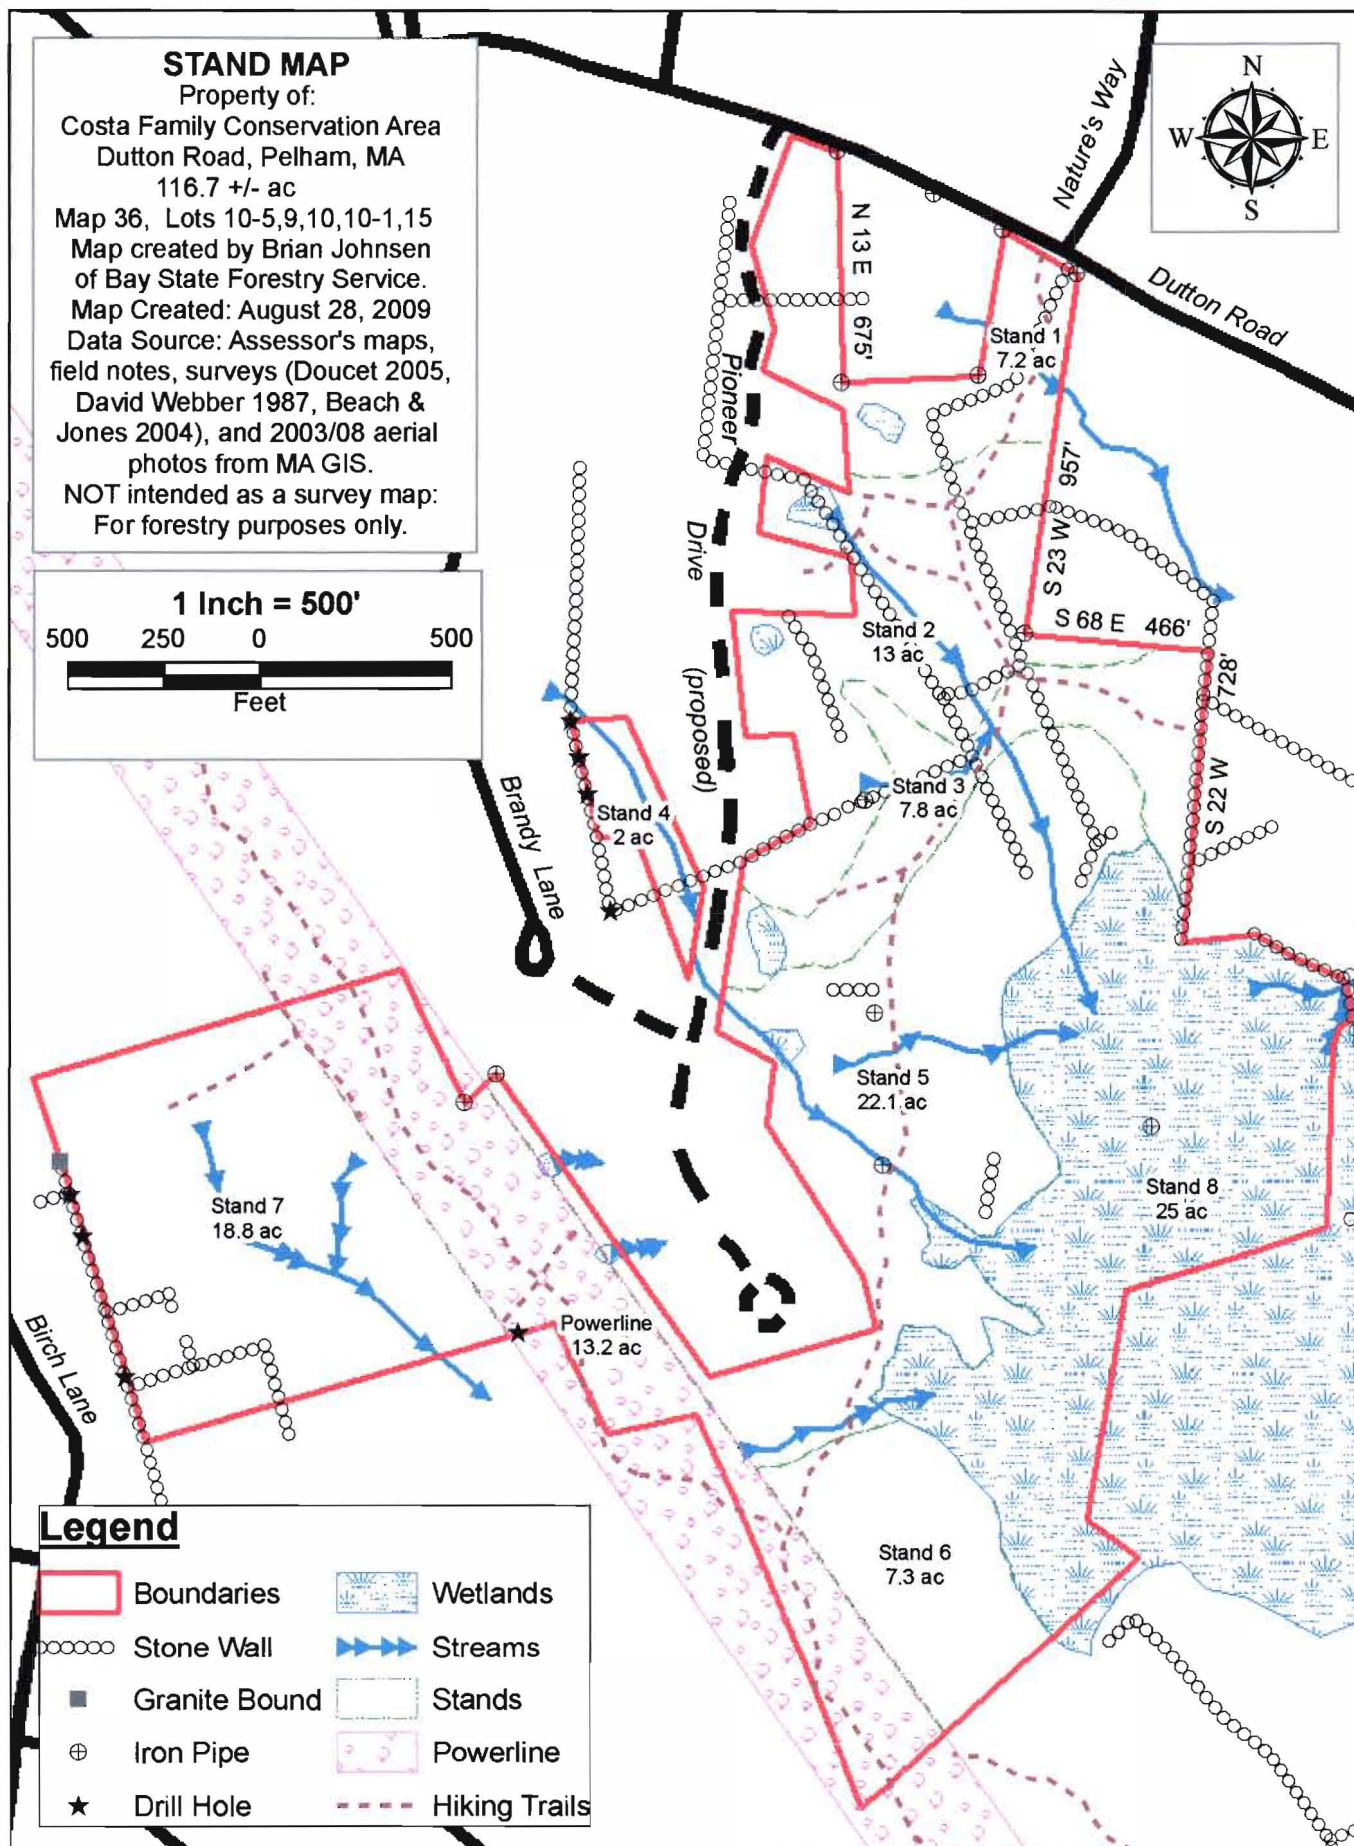 STAND MAP
Property of:
Costa Family Conservation Area
Dutton Road, Pelham, MA
116.7 +/- ac
Map 36, Lots 10-5,9,10,10-1,15
Map created by Brian Johnsen
of Bay State Forestry Service.
Map Created: August 28, 2009
Data Source: Assessor's maps,
field notes, surveys (Doucet 2005,
David Webber 1987, Beach &
Jones 2004), and 2003/08 aerial
photos from MA GIS.
NOT intended as a survey map:
For forestry purposes only.
1 Inch = 500'
500 250 0 500
Feet
N
W E
S
Nature's Way
Dutton Road
N 13 E 675'
Stand 1
7.2 ac
Pioneer
Drive
(proposed)
S 23 W 957'
S 68 E 466'
Stand 2
13 ac
S 22 W 728'
Stand 3
7.8 ac
Stand 4
2 ac
Brandy Lane
Stand 5
22.1 ac
Stand 8
25 ac
Stand 7
18.8 ac
Powerline
13.2 ac
Birch Lane
Stand 6
7.3 ac
Legend
Boundaries
Wetlands
Stone Wall
Streams
Granite Bound
Stands
Iron Pipe
Powerline
Drill Hole
Hiking Trails